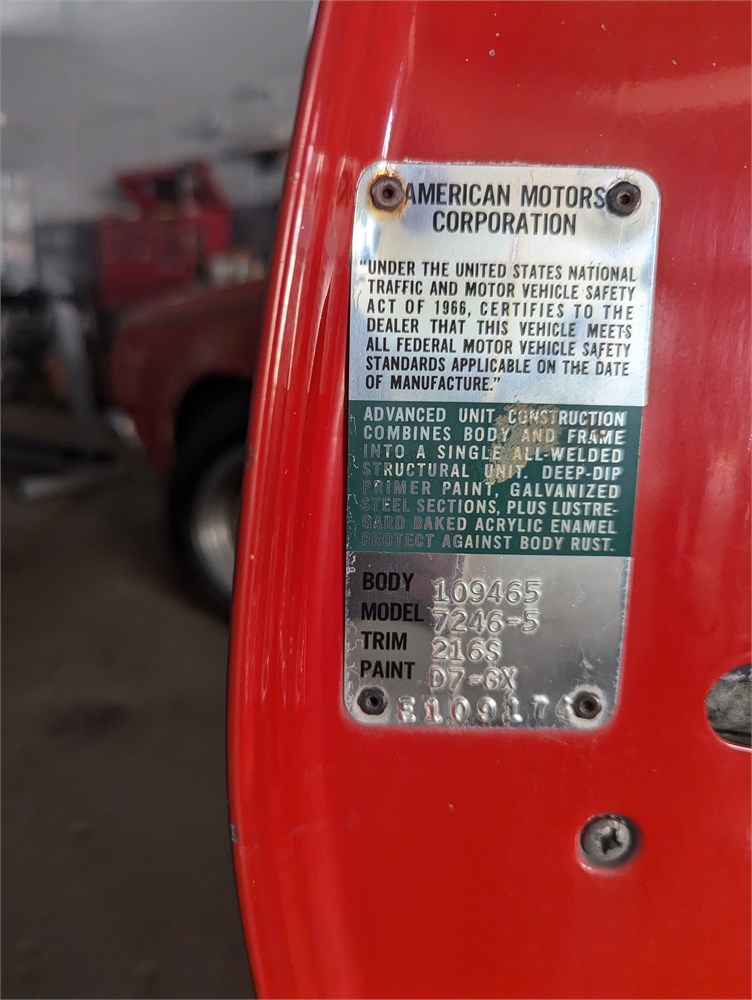 AMERICAN MOTORS
CORPORATION
"UNDER THE UNITED STATES NATIONAL
TRAFFIC AND MOTOR VEHICLE SAFETY
ACT OF 1966, CERTIFIES TO THE
DEALER THAT THIS VEHICLE MEETS
ALL FEDERAL MOTOR VEHICLE SAFETY
STANDARDS APPLICABLE ON THE DATE
OF MANUFACTURE."
ADVANCED UNIT CONSTRUCTION
COMBINES BODY AND FRAME
INTO A SINGLE ALL-WELDED
STRUCTURAL UNIT. DEEP-DIP
PRIMER PAINT, GALVANIZED
STEEL SECTIONS, PLUS LUSTRE-
GARD BAKED ACRYLIC ENAMEL
PROTECT AGAINST BODY RUST.
BODY 109465
MODEL 7246-5
TRIM 216S
PAINT D7-GX